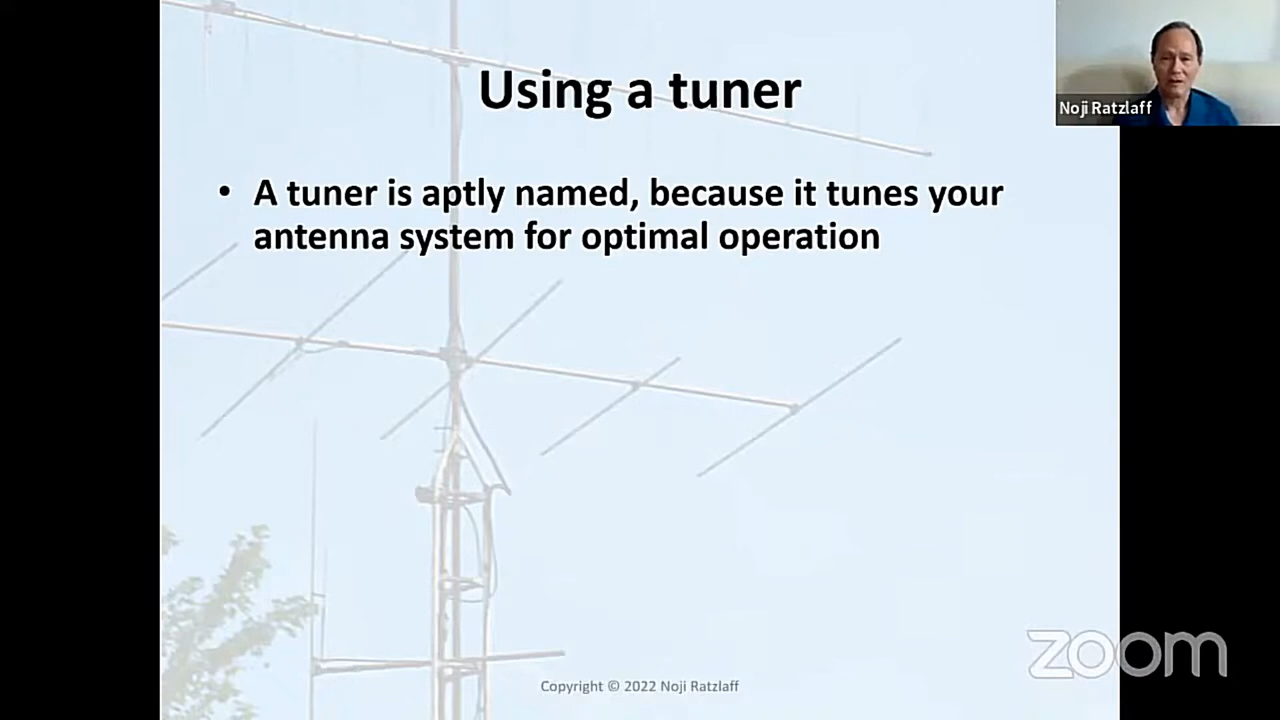 Using a tuner
Noji Ratzlaff
• A tuner is aptly named, because it tunes your
antenna system for optimal operation
Copyright © 2022 Noji Ratzlaff
zoom